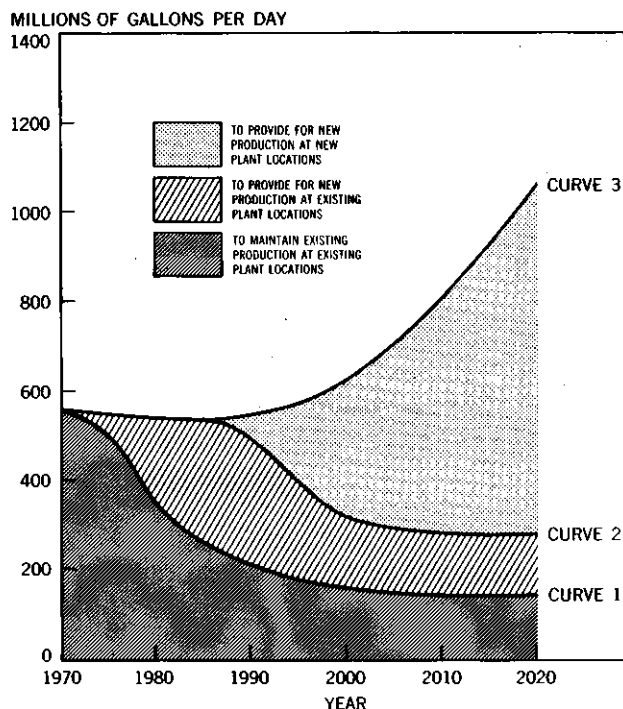 MILLIONS OF GALLONS PER DAY
1400
1200
1000
800
600
400
200
0
TO PROVIDE FOR NEW
PRODUCTION AT NEW
PLANT LOCATIONS
TO PROVIDE FOR NEW
PRODUCTION AT EXISTING
PLANT LOCATIONS
TO MAINTAIN EXISTING
PRODUCTION AT EXISTING
PLANT LOCATIONS
CURVE 3
CURVE 2
CURVE 1
1970 1980 1990 2000 2010 2020
YEAR